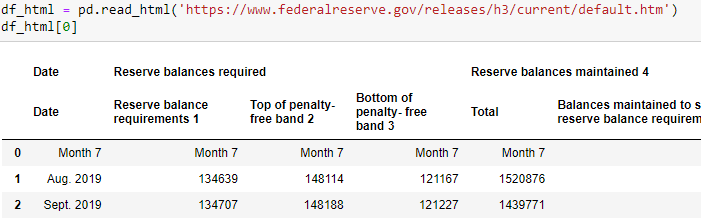 df_html = pd.read_html('https://www.federalreserve.gov/releases/h3/current/default.htm')
df_html[0]
Date Reserve balances required Reserve balances maintained 4
Date Reserve balance requirements 1 Top of penalty- free band 2 Bottom of penalty- free band 3 Total Balances maintained to s reserve balance requirem
0 Month 7 Month 7 Month 7 Month 7 Month 7
1 Aug. 2019 134639 148114 121167 1520876
2 Sept. 2019 134707 148188 121227 1439771